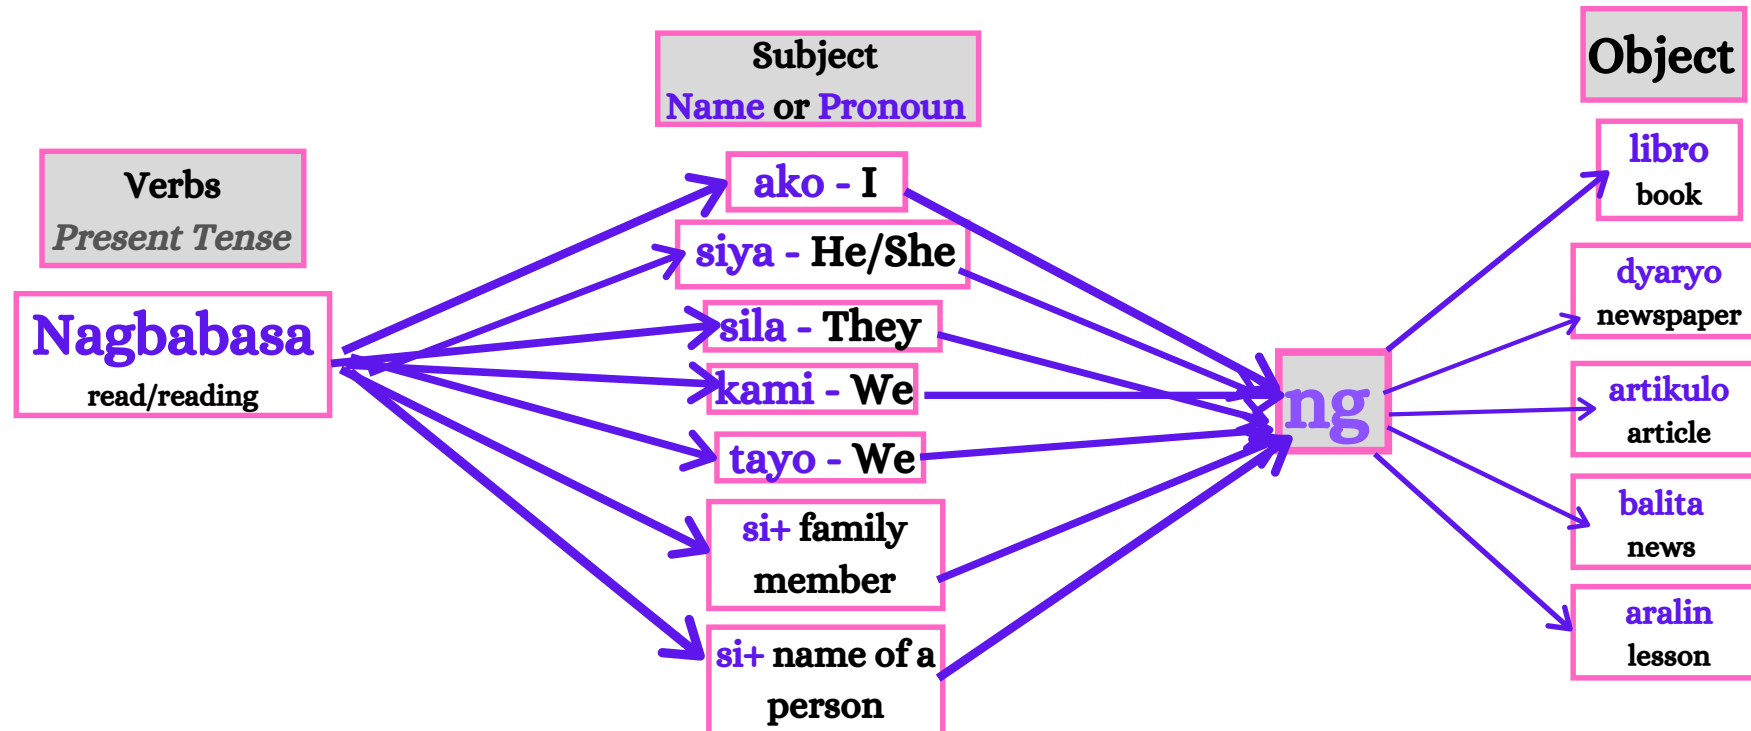 Verbs
Present Tense
Nagbabasa
read/reading
Subject
Name or Pronoun
ako - I
siya - He/She
sila - They
kami - We
tayo - We
si+ family
member
si+ name of a
person
ng
Object
libro
book
dyaryo
newspaper
artikulo
article
balita
news
aralin
lesson